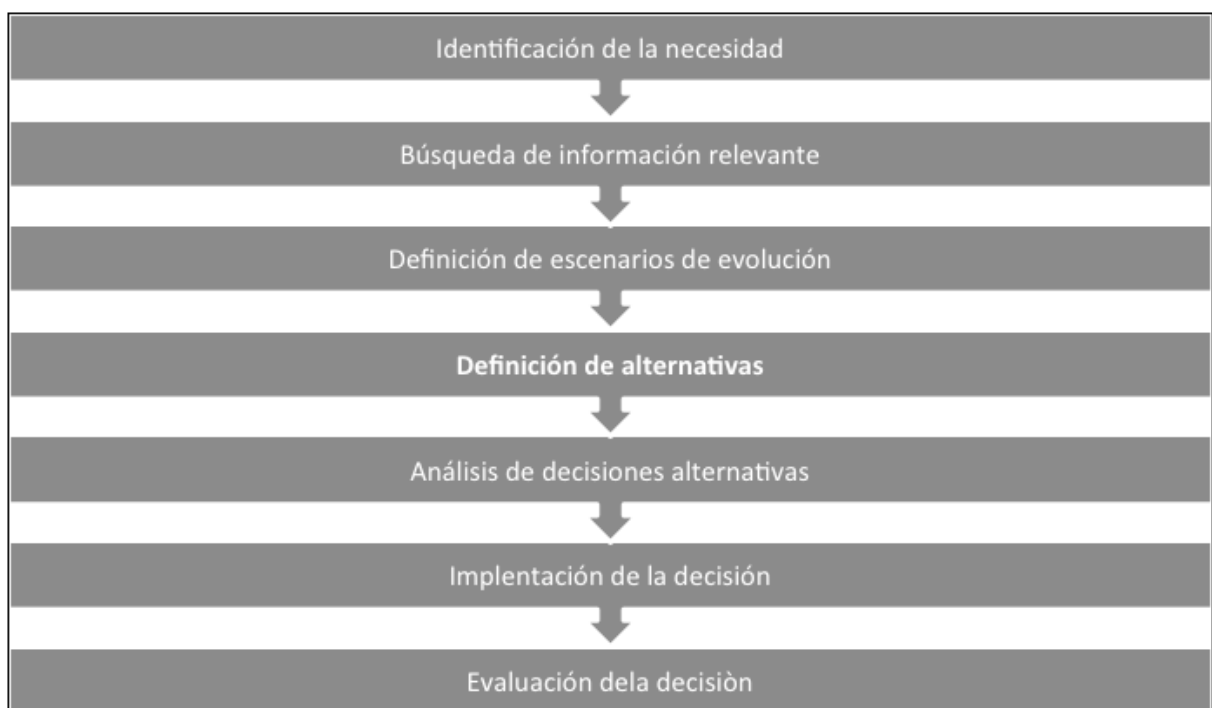 Identificación de la necesidad
Búsqueda de información relevante
Definición de escenarios de evolución
Definición de alternativas
Análisis de decisiones alternativas
Implentación de la decisión
Evaluación dela decisiòn